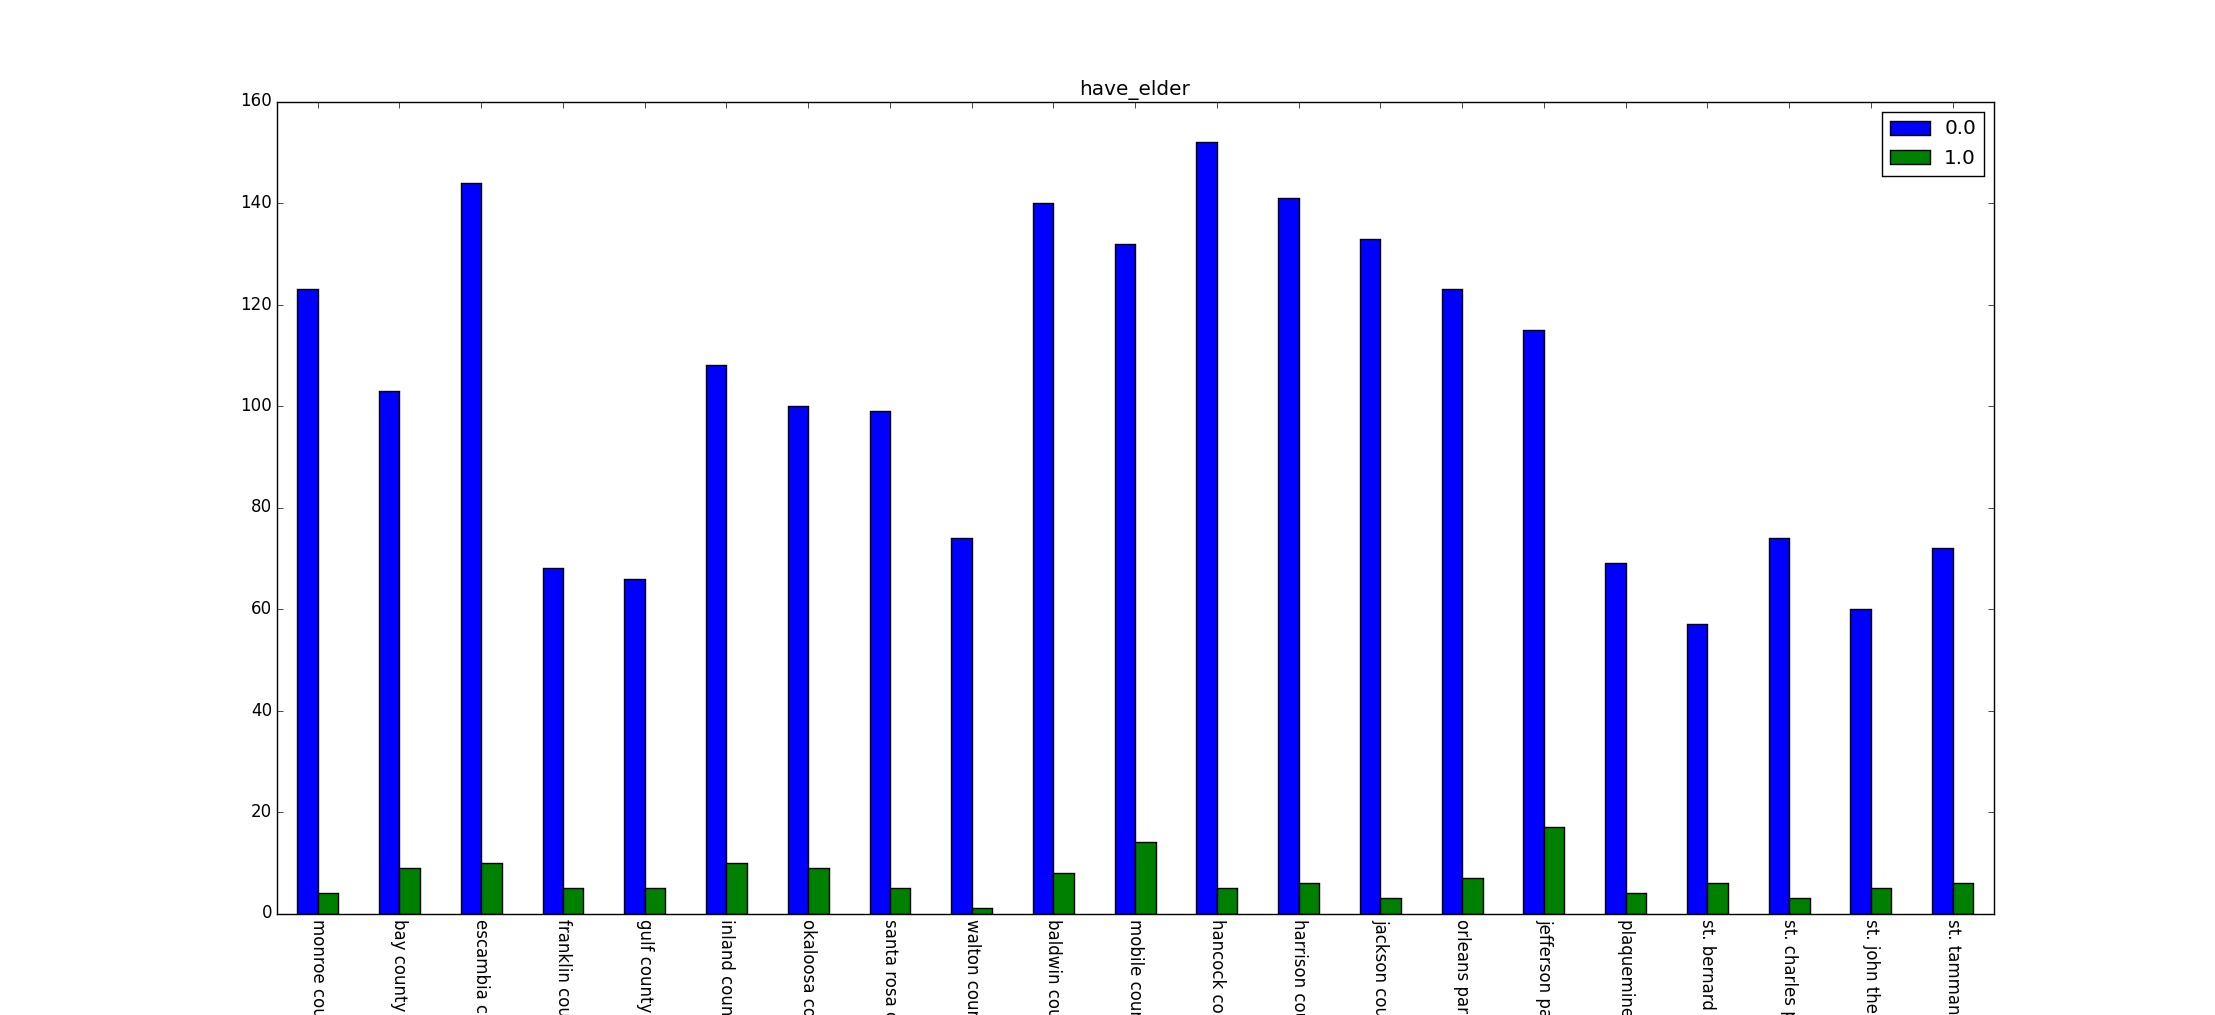 have_elder
160
140
120
100
80
60
40
20
0
0.0
1.0
monroe cou
bay county
escambia c
franklin cou
gulf county
inland coun
okaloosa co
santa rosa c
walton coun
baldwin cou
mobile coun
hancock co
harrison cou
jackson cou
orleans par
jefferson pa
plaquemine
st. bernard
st. charles p
st. john the
st. tamman